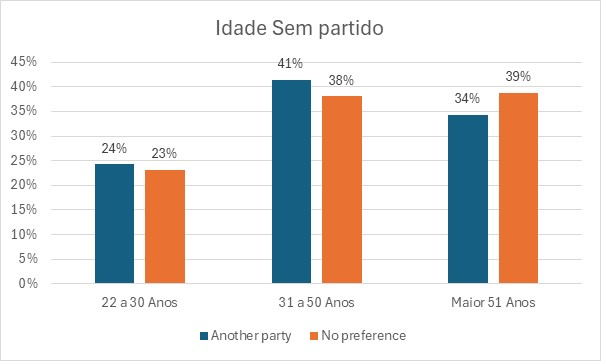 Idade Sem partido
45%
40%
35%
30%
25%
20%
15%
10%
5%
0%
24%
23%
41%
38%
34%
39%
22 a 30 Anos
31 a 50 Anos
Maior 51 Anos
Another party
No preference